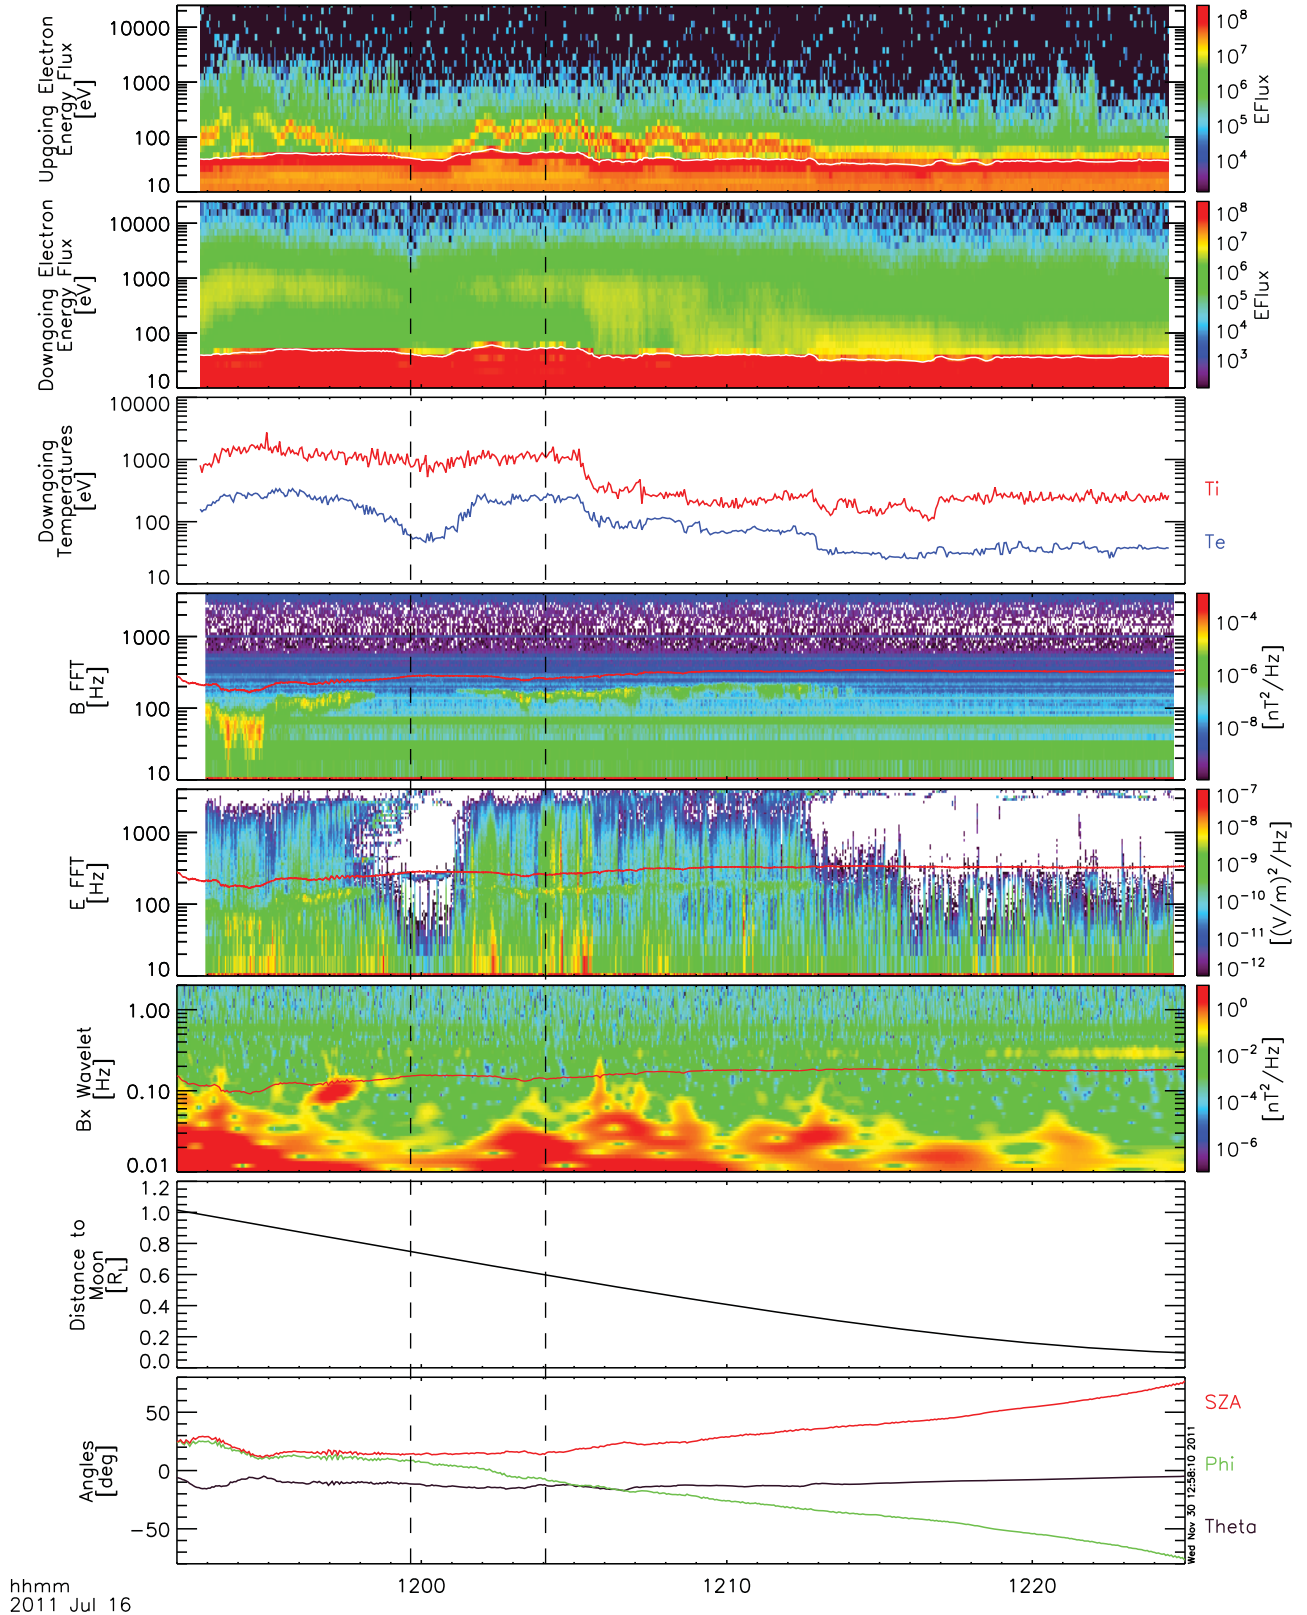 Upgoing Electron
Energy Flux
[eV]
10000
1000
100
10
10⁸
10⁷
10⁶
10⁵
10⁴
EFlux
Downgoing Electron
Energy Flux
[eV]
10000
1000
100
10
10⁸
10⁷
10⁶
10⁵
10⁴
10³
EFlux
Downgoing
Temperatures
[eV]
10000
1000
100
10
Ti
Te
B FFT
[Hz]
1000
100
10
10⁻⁴
10⁻⁶
10⁻⁸
[nT²/Hz]
E FFT
[Hz]
1000
100
10
10⁻⁷
10⁻⁸
10⁻⁹
10⁻¹⁰
10⁻¹¹
10⁻¹²
[(V/m)²/Hz]
Bx Wavelet
[Hz]
1.00
0.10
0.01
10⁰
10⁻²
10⁻⁴
10⁻⁶
[nT²/Hz]
Distance to
Moon
[R_L]
1.2
1.0
0.8
0.6
0.4
0.2
0.0
Angles
[deg]
50
0
−50
SZA
Phi
Theta
Wed Nov 30 12:58:10 2011
hhmm
2011 Jul 16
1200
1210
1220